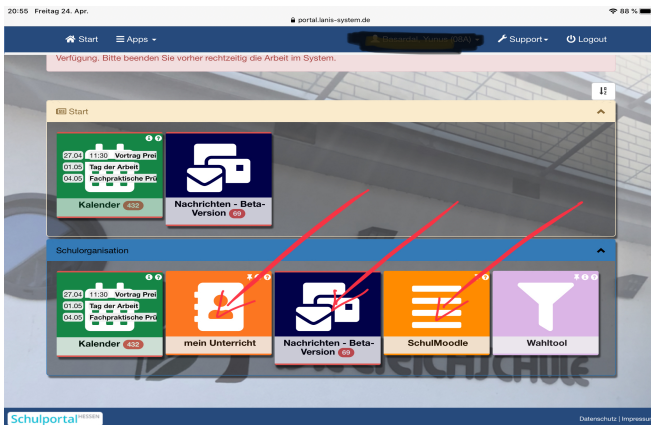 20:55 Freitag 24. Apr.
88 %
portal.lanis-system.de
Start
Apps
Support
Logout
Verfügung. Bitte beenden Sie vorher rechtzeitig die Arbeit im System.
Start
27.04 11:30 Vortrag Prei
01.05 Tag der Arbeit
04.05 Fachpraktische Prü
Kalender 432
Nachrichten - Beta-
Version 69
Schulorganisation
27.04 11:30 Vortrag Prei
01.05 Tag der Arbeit
04.05 Fachpraktische Prü
Kalender 432
mein Unterricht
Nachrichten - Beta-
Version 69
SchulMoodle
Wahltool
Schulportal HESSEN
Datenschutz | Impressum